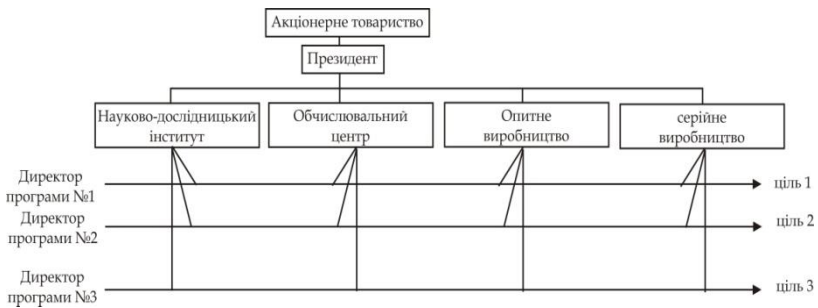 Акціонерне товариство
Президент
Науково-дослідницький
інститут
Обчислювальний
центр
Опитне
виробництво
серійне
виробництво
Директор
програми №1
ціль 1
Директор
програми №2
ціль 2
Директор
програми №3
ціль 3